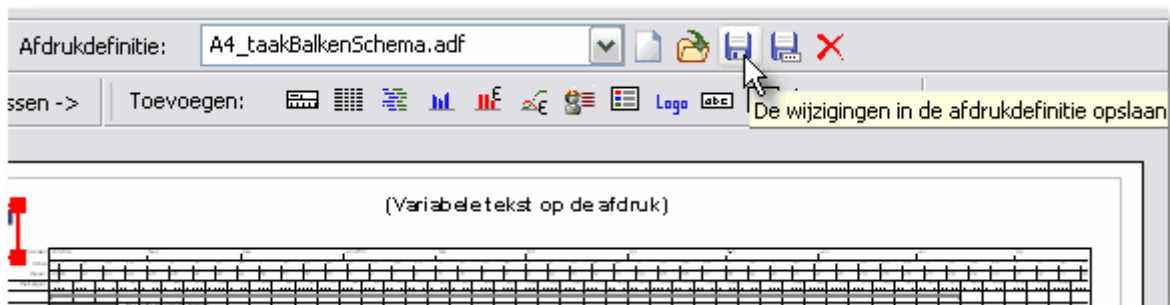 Afdrukdefinitie: A4_taakBalkenSchema.adf
ssen -> Toevoegen: Logo abc
De wijzigingen in de afdrukdefinitie opslaan
(Variabele tekst op de afdruk)